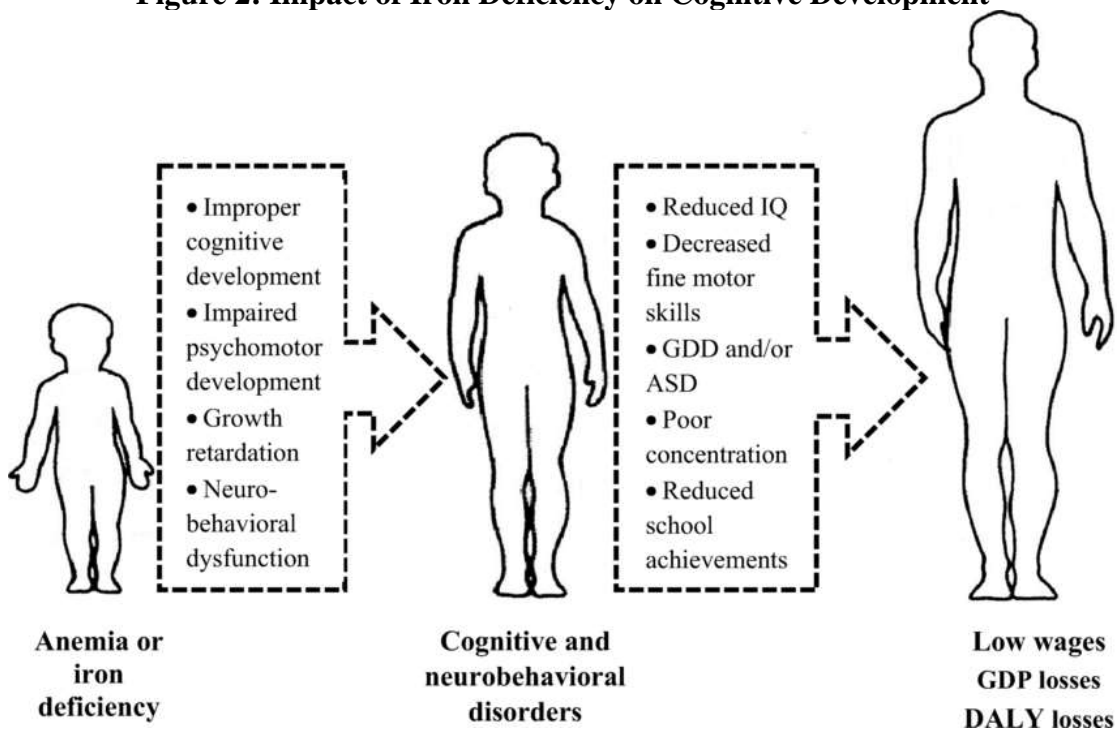 Figure 2: Impact of Iron Deficiency on Cognitive Development
• Improper
cognitive
development
• Impaired
psychomotor
development
• Growth
retardation
• Neuro-
behavioral
dysfunction
• Reduced IQ
• Decreased
fine motor
skills
• GDD and/or
ASD
• Poor
concentration
• Reduced
school
achievements
Anemia or
iron
deficiency
Cognitive and
neurobehavioral
disorders
Low wages
GDP losses
DALY losses